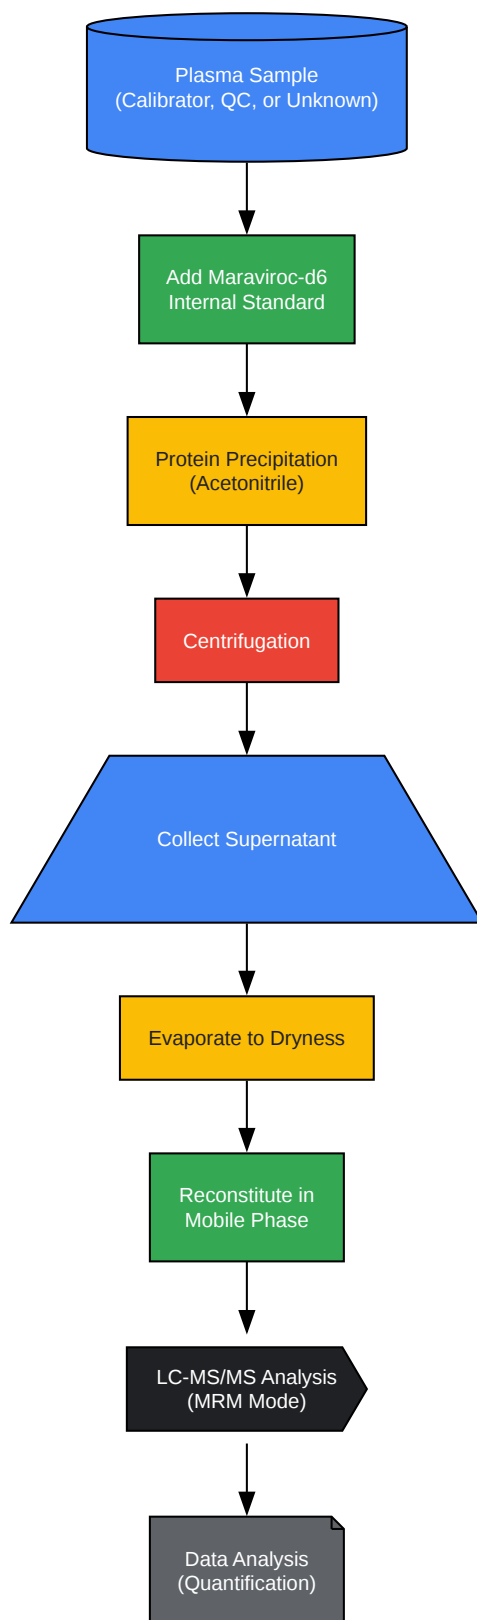 Plasma Sample
(Calibrator, QC, or Unknown)
Add Maraviroc-d6
Internal Standard
Protein Precipitation
(Acetonitrile)
Centrifugation
Collect Supernatant
Evaporate to Dryness
Reconstitute in
Mobile Phase
LC-MS/MS Analysis
(MRM Mode)
Data Analysis
(Quantification)